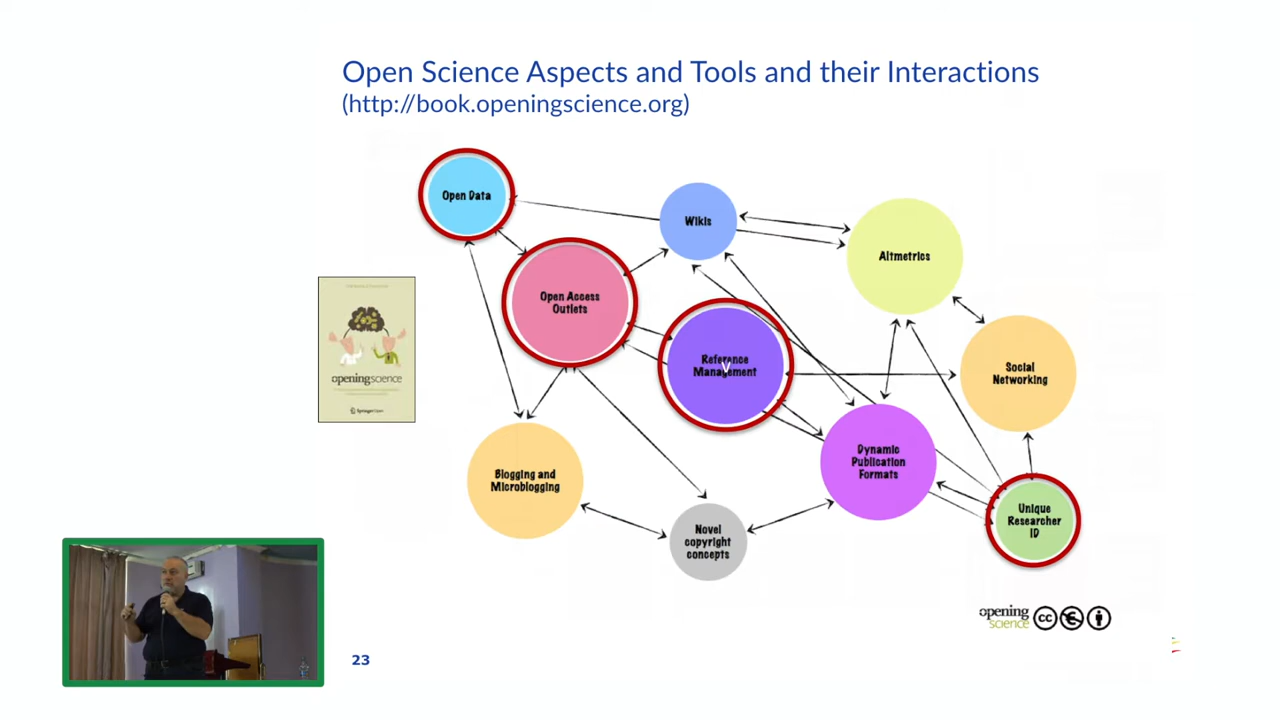 Open Science Aspects and Tools and their Interactions
(http://book.openingscience.org)
Open Data
Wikis
Altmetrics
Open Access
Outlets
Reference
Management
V
Social
Networking
Dynamic
Publication
Formats
Blogging and
Microblogging
Unique
Researcher
ID
Novel
copyright
concepts
openingscience
SpringerOpen
opening
science
cc
23